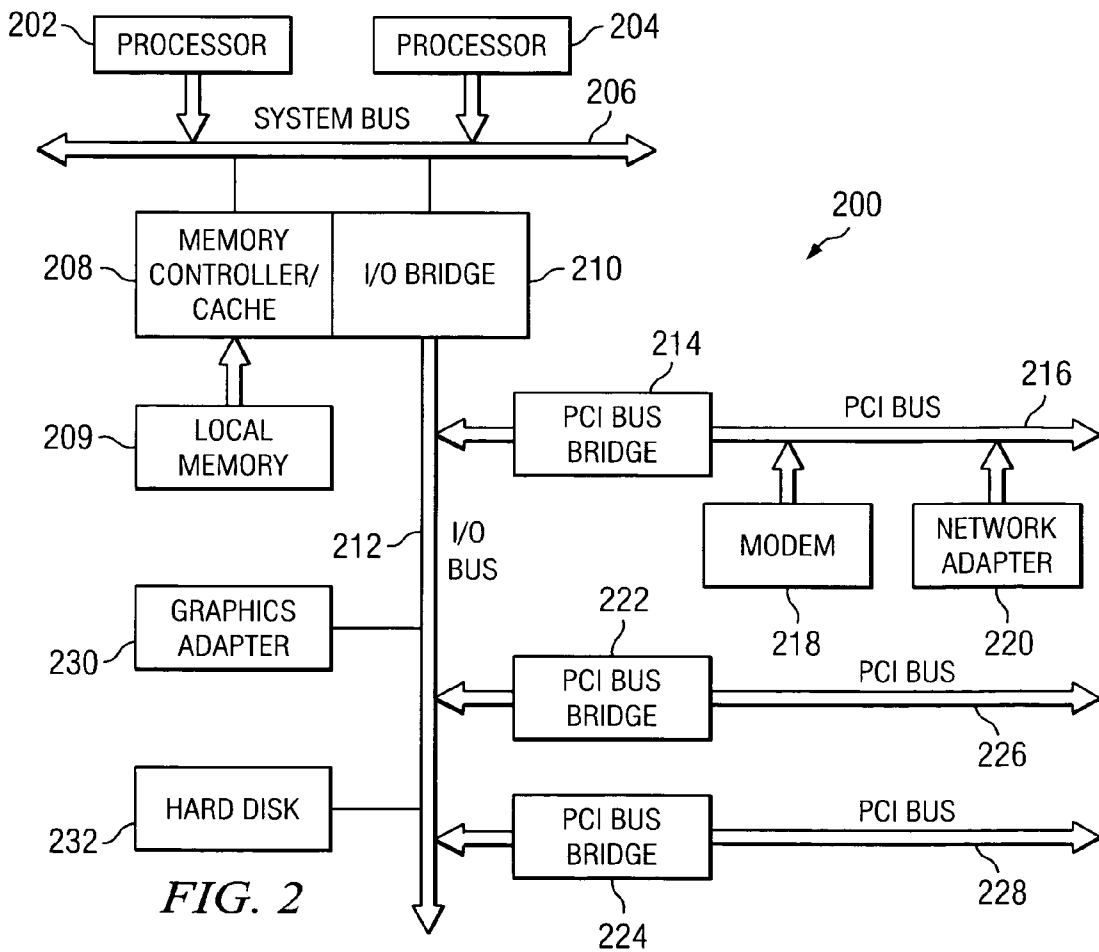 202
PROCESSOR
PROCESSOR
204
SYSTEM BUS
206
200
208
MEMORY
CONTROLLER/
CACHE
I/O BRIDGE
210
214
209
LOCAL
MEMORY
PCI BUS
BRIDGE
PCI BUS
216
212
I/O
BUS
MODEM
NETWORK
ADAPTER
218
220
GRAPHICS
ADAPTER
230
222
PCI BUS
BRIDGE
PCI BUS
226
HARD DISK
232
PCI BUS
BRIDGE
PCI BUS
224
228
FIG. 2